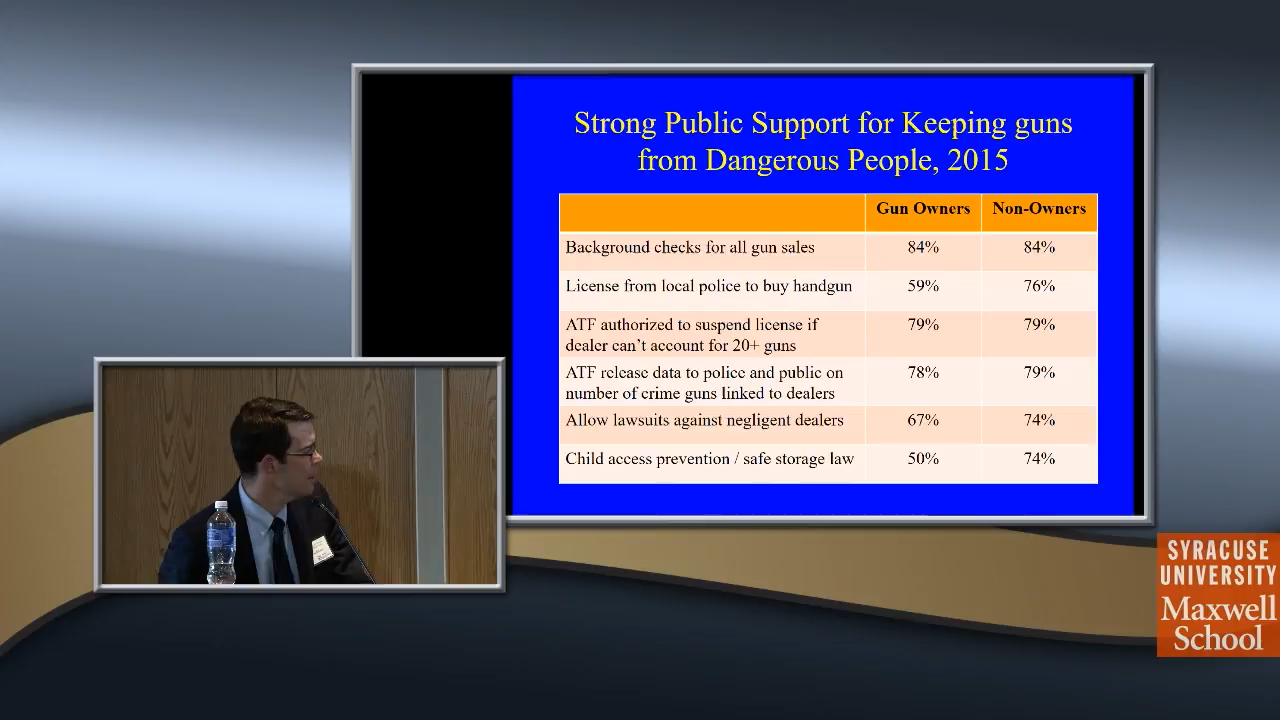 Strong Public Support for Keeping guns
from Dangerous People, 2015
Gun Owners Non-Owners
Background checks for all gun sales 84% 84%
License from local police to buy handgun 59% 76%
ATF authorized to suspend license if
dealer can't account for 20+ guns 79% 79%
ATF release data to police and public on
number of crime guns linked to dealers 78% 79%
Allow lawsuits against negligent dealers 67% 74%
Child access prevention / safe storage law 50% 74%
SYRACUSE
UNIVERSITY
Maxwell
School